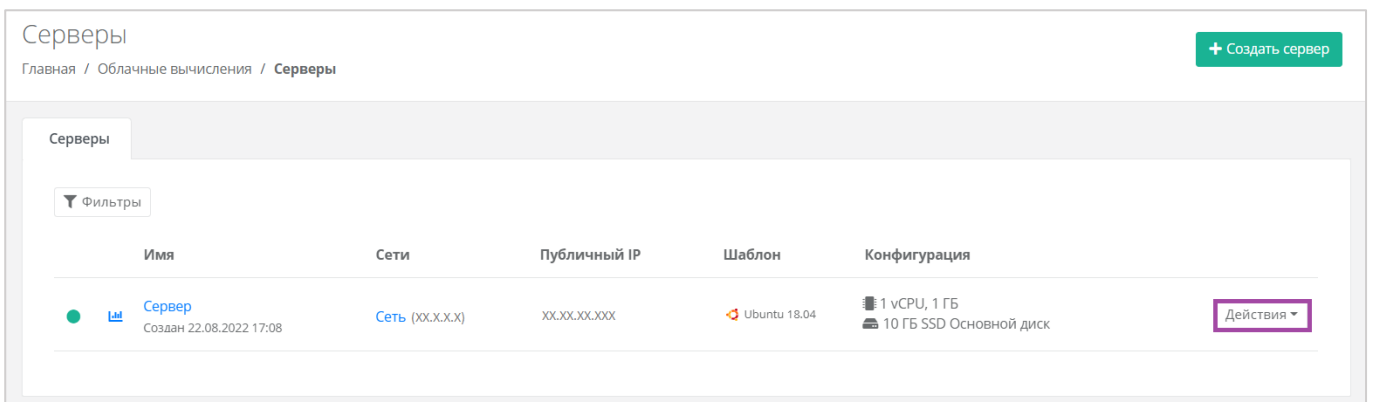 Серверы
+ Создать сервер
Главная / Облачные вычисления / Серверы
Серверы
Фильтры
Имя Сети Публичный IP Шаблон Конфигурация
Сервер
Создан 22.08.2022 17:08
Сеть (XX.X.X.X)
XX.XX.XX.XXX
Ubuntu 18.04
1 vCPU, 1 ГБ
10 ГБ SSD Основной диск
Действия